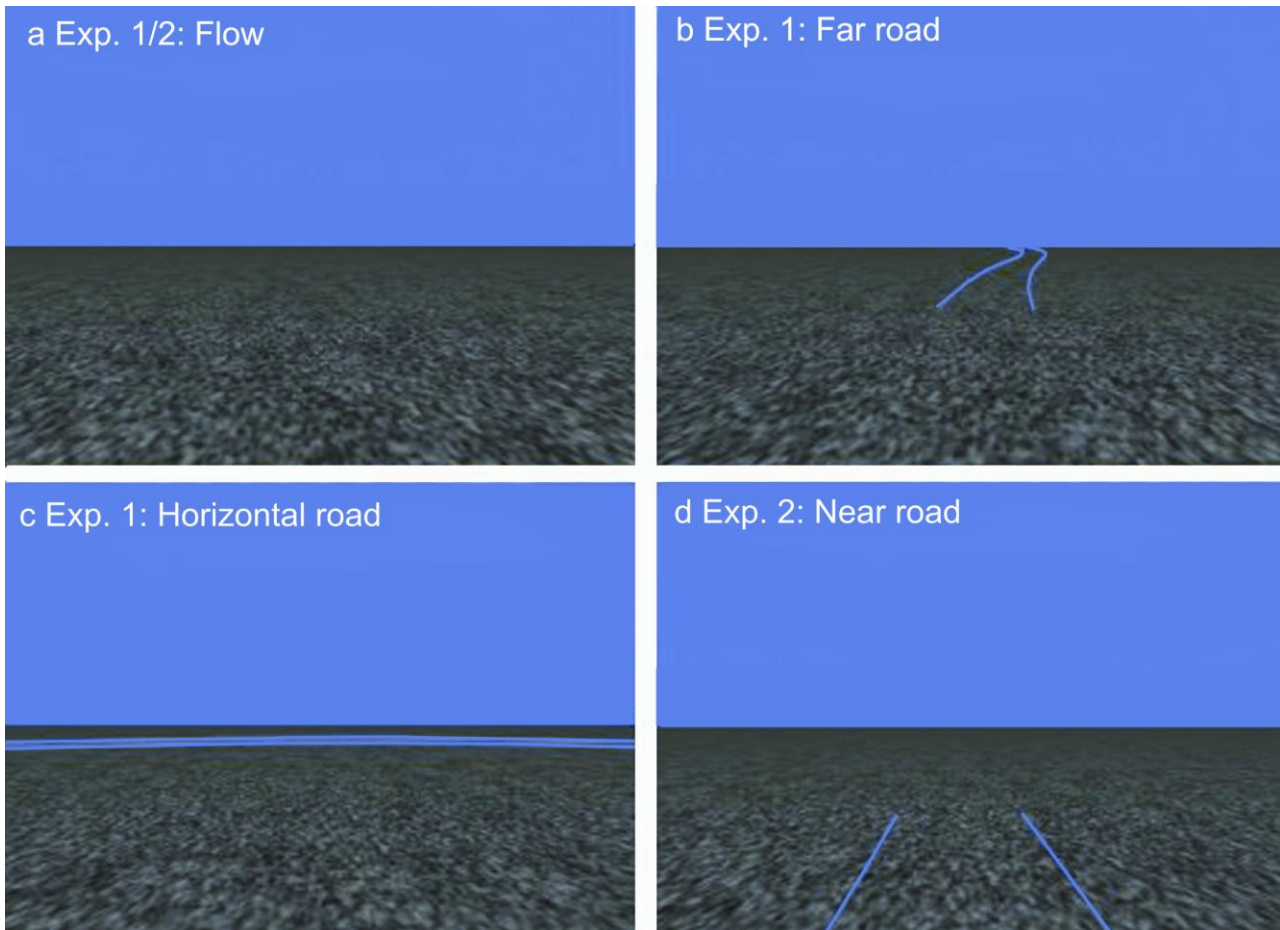 a Exp. 1/2: Flow
b Exp. 1: Far road
c Exp. 1: Horizontal road
d Exp. 2: Near road